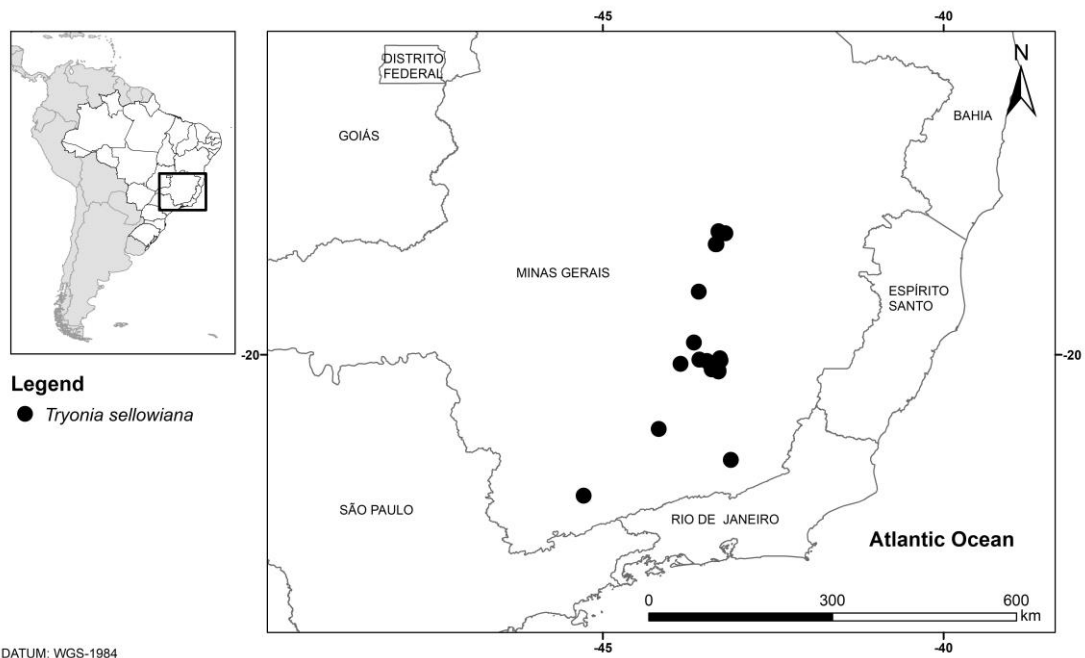 -45
-40
N
DISTRITO
FEDERAL
BAHIA
GOIÁS
MINAS GERAIS
ESPÍRITO
SANTO
-20
-20
Legend
Tryonia sellowiana
SÃO PAULO
RIO DE JANEIRO
Atlantic Ocean
0
300
600
km
-45
-40
DATUM: WGS-1984